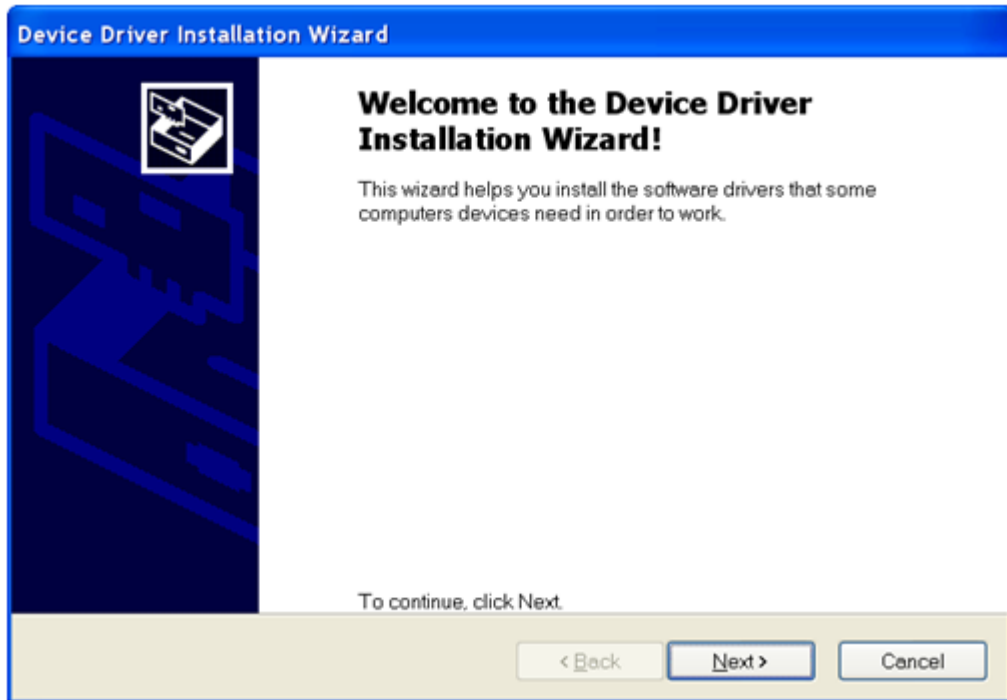 Device Driver Installation Wizard
Welcome to the Device Driver
Installation Wizard!
This wizard helps you install the software drivers that some
computers devices need in order to work.
To continue, click Next.
< Back
Next >
Cancel